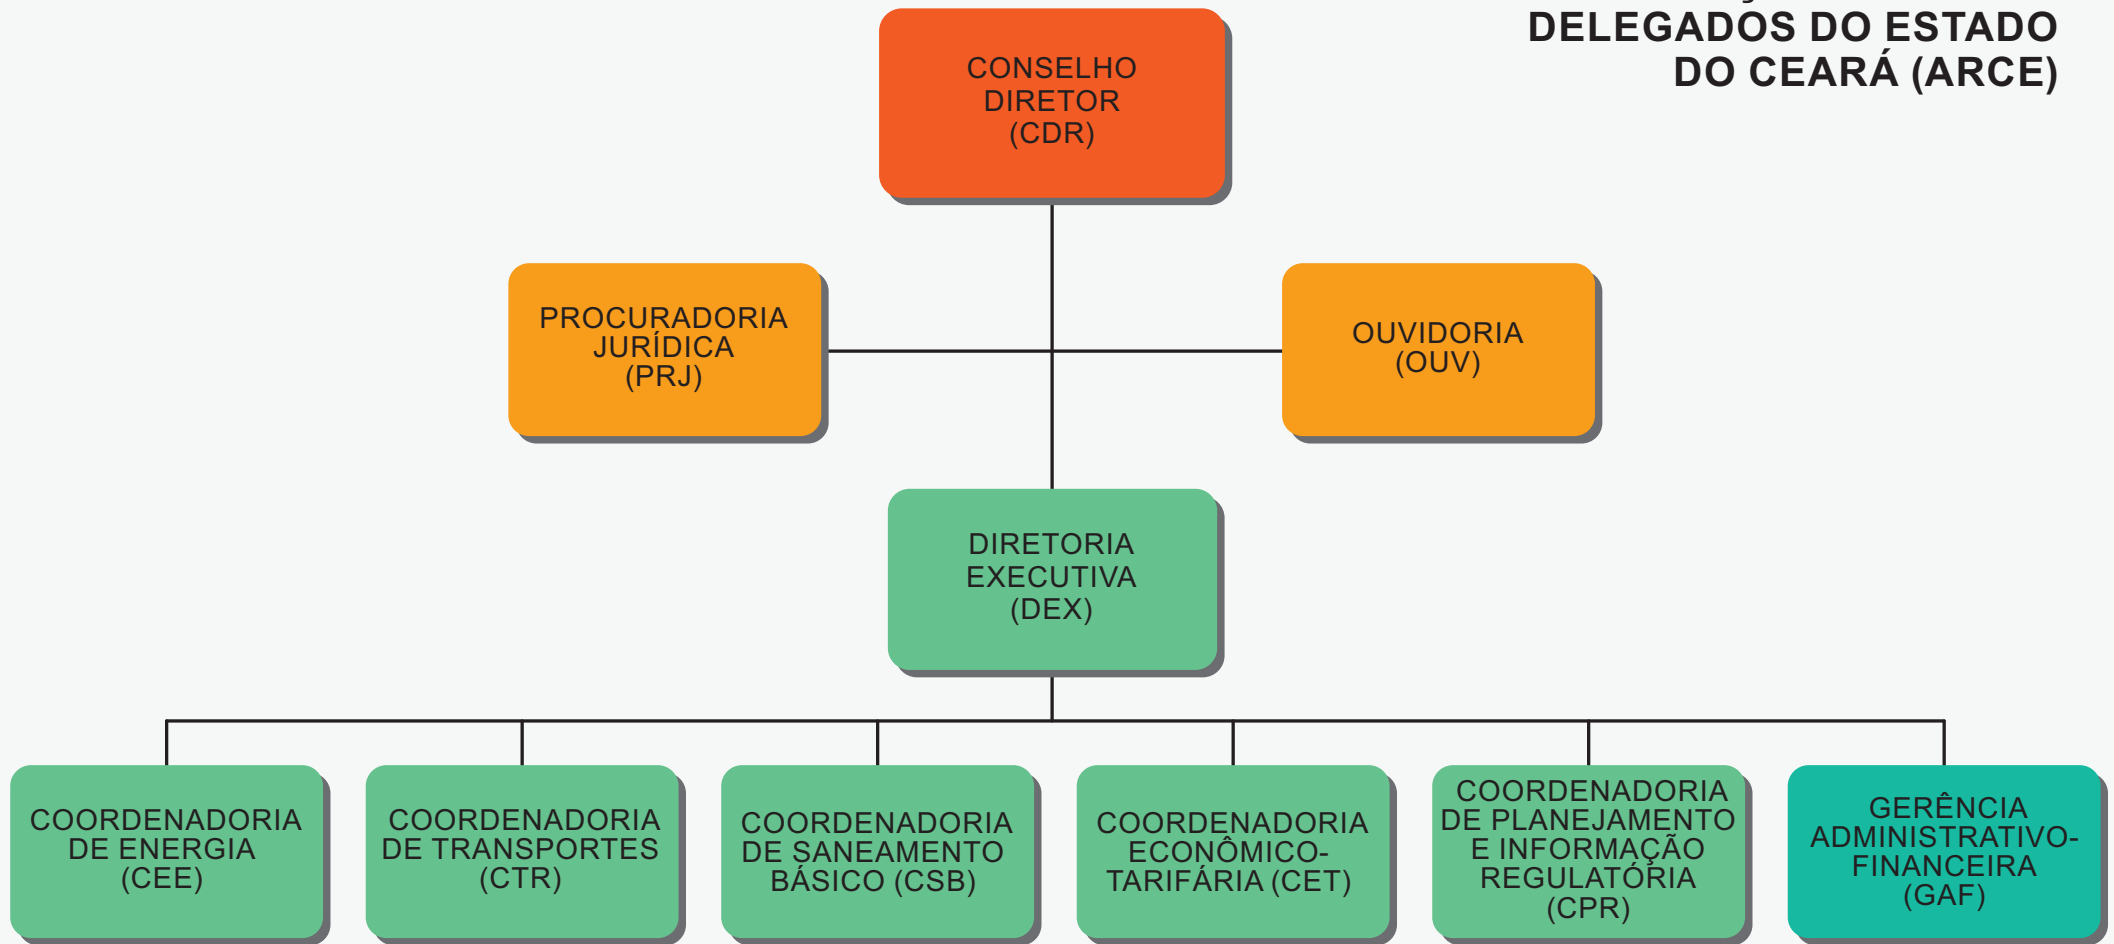 DELEGADOS DO ESTADO
DO CEARÁ (ARCE)
CONSELHO
DIRETOR
(CDR)
PROCURADORIA
JURÍDICA
(PRJ)
OUVIDORIA
(OUV)
DIRETORIA
EXECUTIVA
(DEX)
COORDENADORIA
DE ENERGIA
(CEE)
COORDENADORIA
DE TRANSPORTES
(CTR)
COORDENADORIA
DE SANEAMENTO
BÁSICO (CSB)
COORDENADORIA
ECONÔMICO-
TARIFÁRIA (CET)
COORDENADORIA
DE PLANEJAMENTO
E INFORMAÇÃO
REGULATÓRIA
(CPR)
GERÊNCIA
ADMINISTRATIVO-
FINANCEIRA
(GAF)